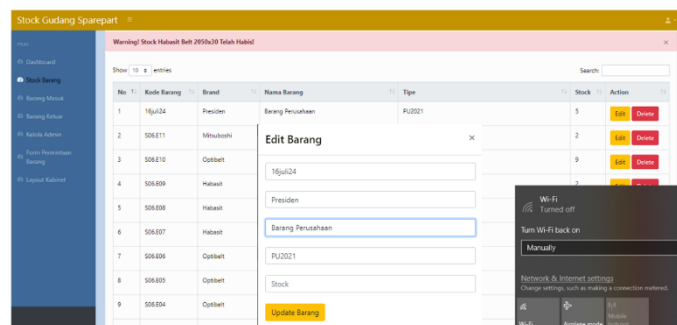 Stock Gudang Sparepart
Warning! Stock Habasit Belt 2050x30 Telah Habis!
×
Dashboard
Stock Barang
Barang Masuk
Barang Keluar
Kelola Admin
Form Permintaan
Barang
Layout Kabinet
Show 10 entries
Search:
No Kode Barang Brand Nama Barang Tipe Stock Action
1 16juli24 Presiden Barang Perusahaan PU2021 5 Edit Delete
2 S06.E11 Mitsuboshi 2 Edit Delete
3 S06.E10 Optibelt 9 Edit Delete
4 S06.E09 Habasit 2
5 S06.E08 Habasit
6 S06.E07 Habasit
7 S06.E06 Optibelt
8 S06.E05 Optibelt
9 S06.E04 Optibelt
Edit Barang ×
16juli24
Presiden
Barang Perusahaan
PU2021
Stock
Update Barang
Wi-Fi
Turned off
Turn Wi-Fi back on
Manually
Network & Internet settings
Change settings, such as making a connection metered.
Wi-Fi Airplane mode Mobile